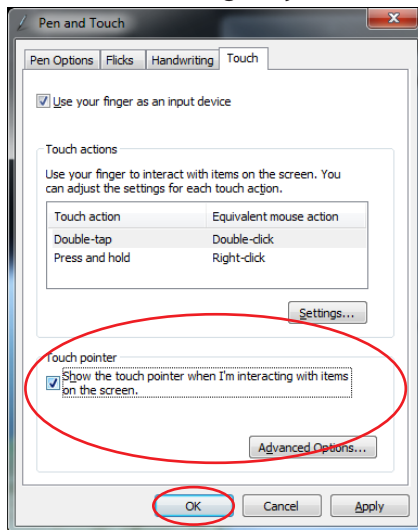 Pen and Touch
Pen Options Flicks Handwriting Touch
Use your finger as an input device
Touch actions
Use your finger to interact with items on the screen. You
can adjust the settings for each touch action.
Touch action Equivalent mouse action
Double-tap Double-click
Press and hold Right-click
Settings...
Touch pointer
Show the touch pointer when I'm interacting with items
on the screen.
Advanced Options...
OK Cancel Apply